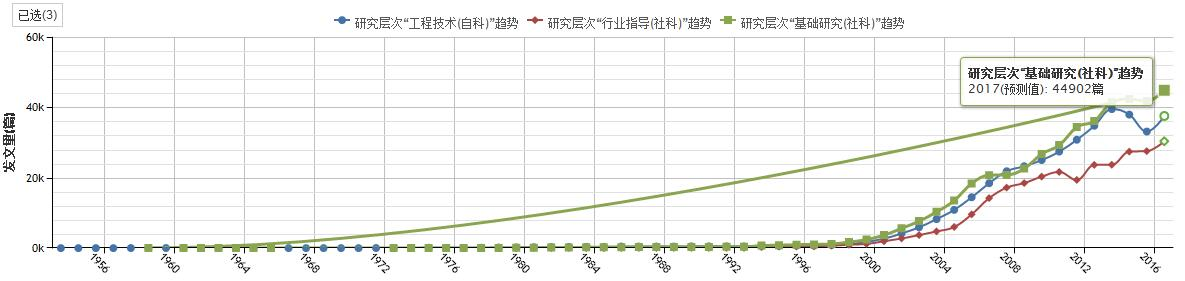 已选(3)
研究层次“工程技术(自科)”趋势 研究层次“行业指导(社科)”趋势 研究层次“基础研究(社科)”趋势
60k
研究层次“基础研究(社科)”趋势
2017(预测值): 44902篇
40k
发文量(篇)
20k
0k
1956 1960 1964 1968 1972 1976 1980 1984 1988 1992 1996 2000 2004 2008 2012 2016